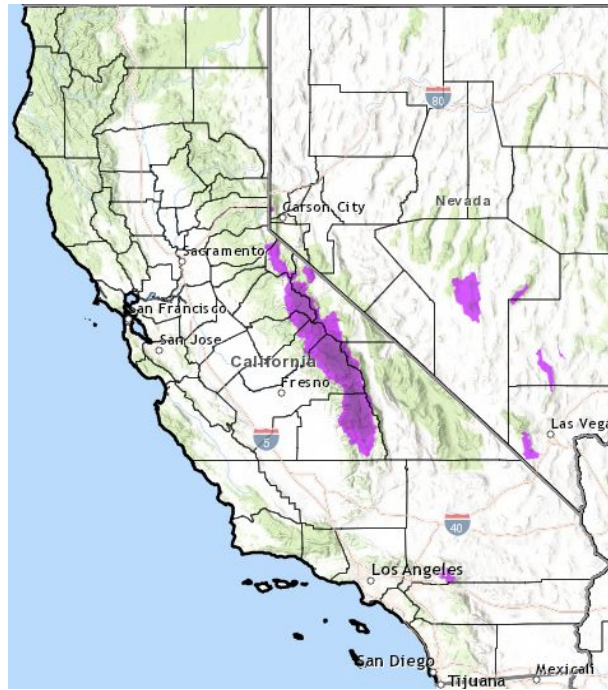 80
Nevada
Carson City
Sacramento
San Francisco
San Jose
California
Fresno
5
Las Vega
40
Los Angeles
San Diego
Mexicali
Tijuana